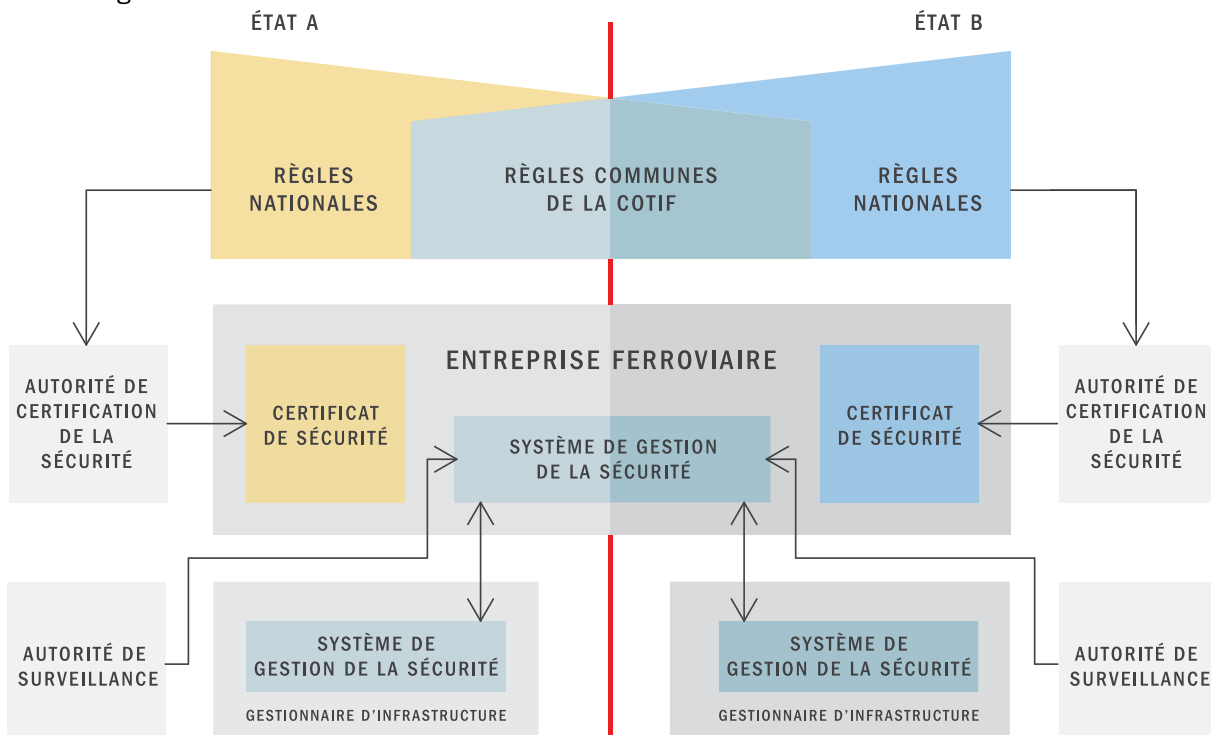 ÉTAT A
ÉTAT B
RÈGLES
NATIONALES
RÈGLES COMMUNES
DE LA COTIF
RÈGLES
NATIONALES
ENTREPRISE FERROVIAIRE
AUTORITÉ DE
CERTIFICATION
DE LA
SÉCURITÉ
CERTIFICAT
DE SÉCURITÉ
SYSTÈME DE GESTION
DE LA SÉCURITÉ
CERTIFICAT
DE SÉCURITÉ
AUTORITÉ DE
CERTIFICATION
DE LA
SÉCURITÉ
AUTORITÉ DE
SURVEILLANCE
SYSTÈME DE
GESTION DE LA SÉCURITÉ
GESTIONNAIRE D'INFRASTRUCTURE
SYSTÈME DE
GESTION DE LA SÉCURITÉ
GESTIONNAIRE D'INFRASTRUCTURE
AUTORITÉ DE
SURVEILLANCE